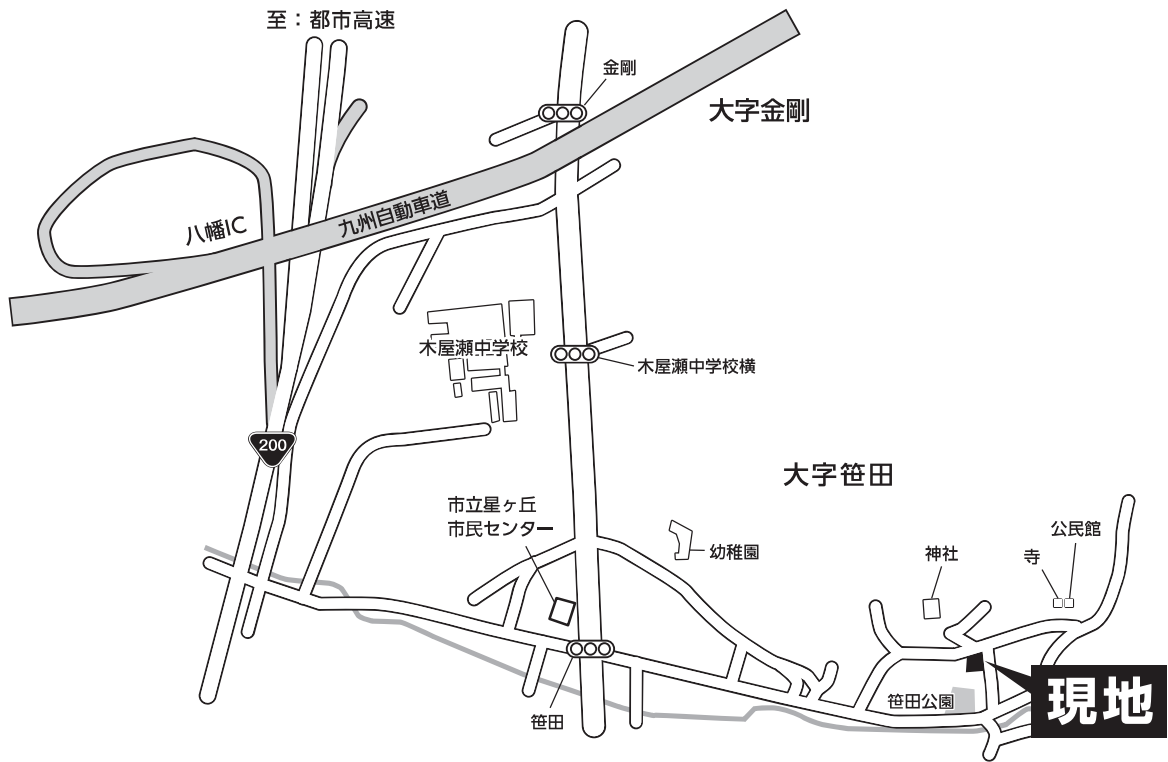 至：都市高速
金剛
大字金剛
九州自動車道
八幡IC
木屋瀬中学校
木屋瀬中学校横
200
大字笹田
市立星ヶ丘
市民センター
幼稚園
公民館
神社
寺
笹田公園
現地
笹田